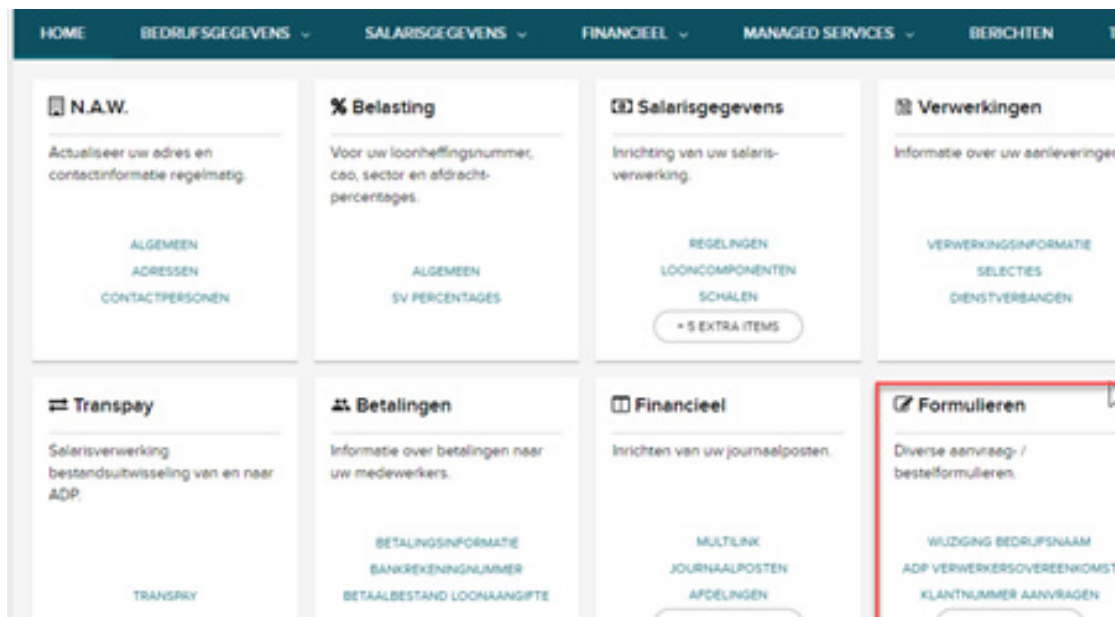 HOME BEDRIJFSGEGEVENS SALARISGEGEVENS FINANCIEEL MANAGED SERVICES BERICHTEN
N.A.W.
Actualiseer uw adres en
contactinformatie regelmatig.
ALGEMEEN
ADRESSEN
CONTACTPERSONEN
% Belasting
Voor uw loonheffingsnummer,
cao, sector en afdracht-
percentages.
ALGEMEEN
SV PERCENTAGES
Salarisgegevens
Inrichting van uw salaris-
verwerking.
REGELINGEN
LOONCOMPONENTEN
SCHALEN
+ 5 EXTRA ITEMS
Verwerkingen
Informatie over uw aanleveringen
VERWERKINGSINFORMATIE
SELECTIES
DIENSTVERBANDEN
Transpay
Salarisverwerking
bestandsuitwisseling van en naar
ADP.
TRANSPAY
Betalingen
Informatie over betalingen naar
uw medewerkers.
BETALINGSINFORMATIE
BANKREKENINGNUMMER
BETAALBESTAND LOONAANGIFTE
Financieel
Inrichten van uw journaalposten.
MULTILINK
JOURNAALPOSTEN
AFDELINGEN
Formulieren
Diverse aanvraag- /
bestelformulieren.
WIJZIGING BEDRIJFSNAAM
ADP VERWERKERSOVEREENKOMST
KLANTNUMMER AANVRAGEN